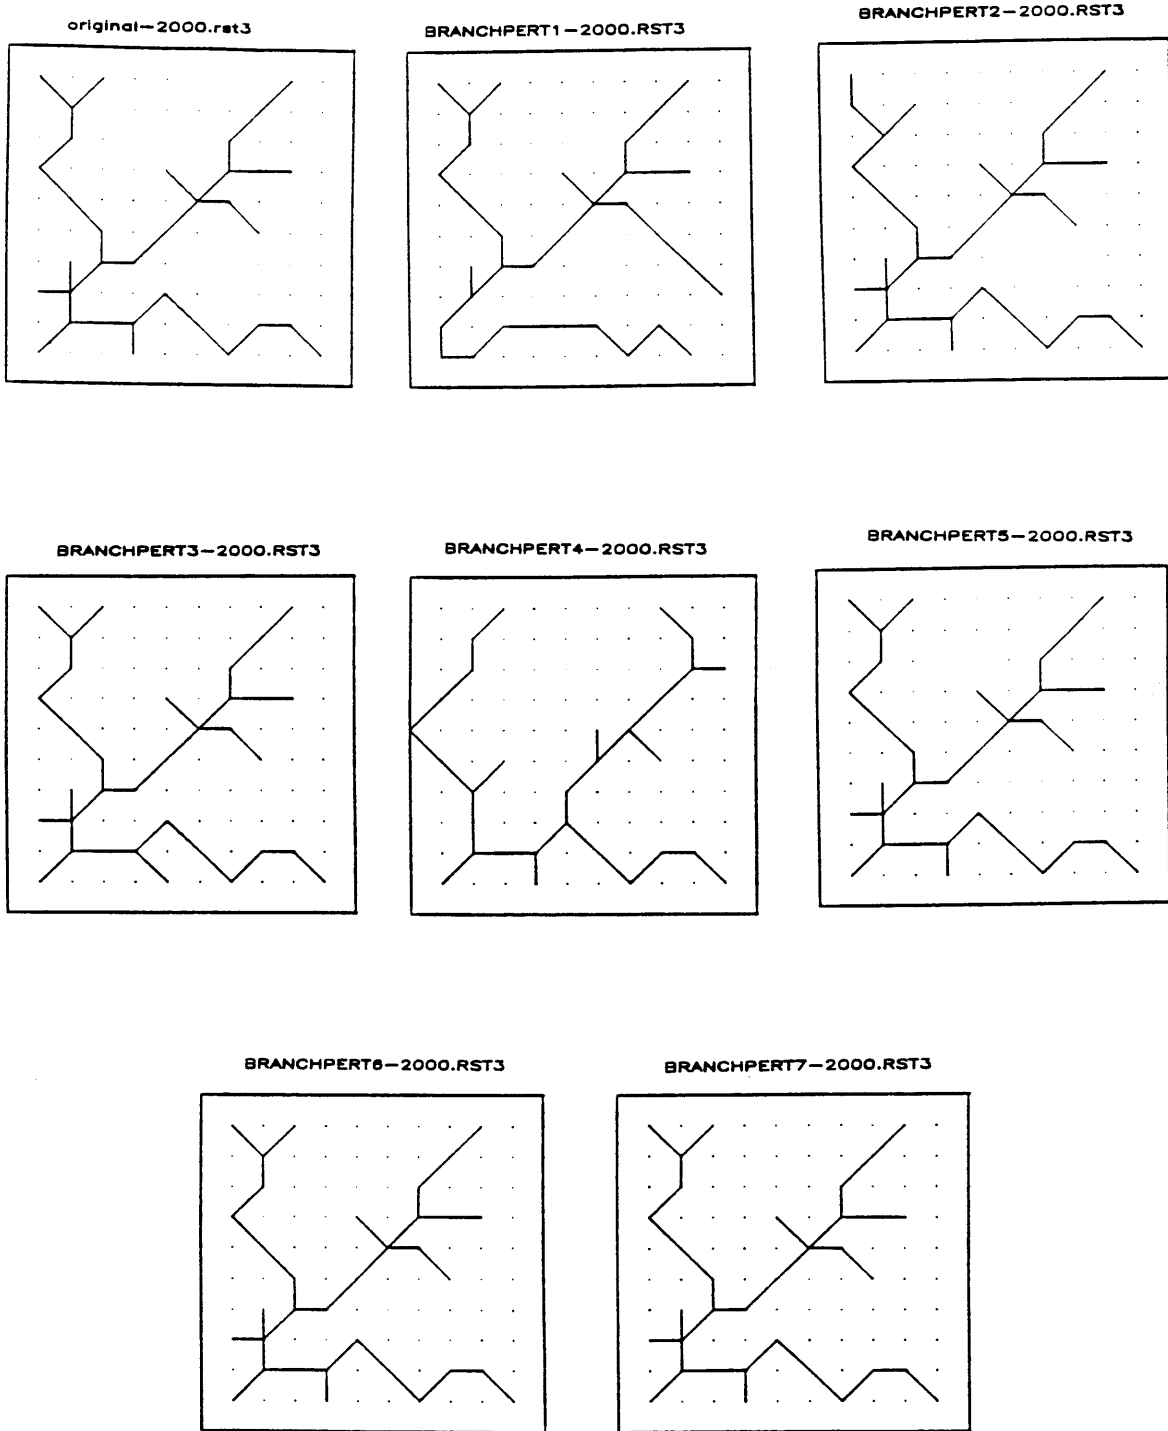 original-2000.rst3
BRANCHPERT1-2000.RST3
BRANCHPERT2-2000.RST3
BRANCHPERT3-2000.RST3
BRANCHPERT4-2000.RST3
BRANCHPERT5-2000.RST3
BRANCHPERT6-2000.RST3
BRANCHPERT7-2000.RST3